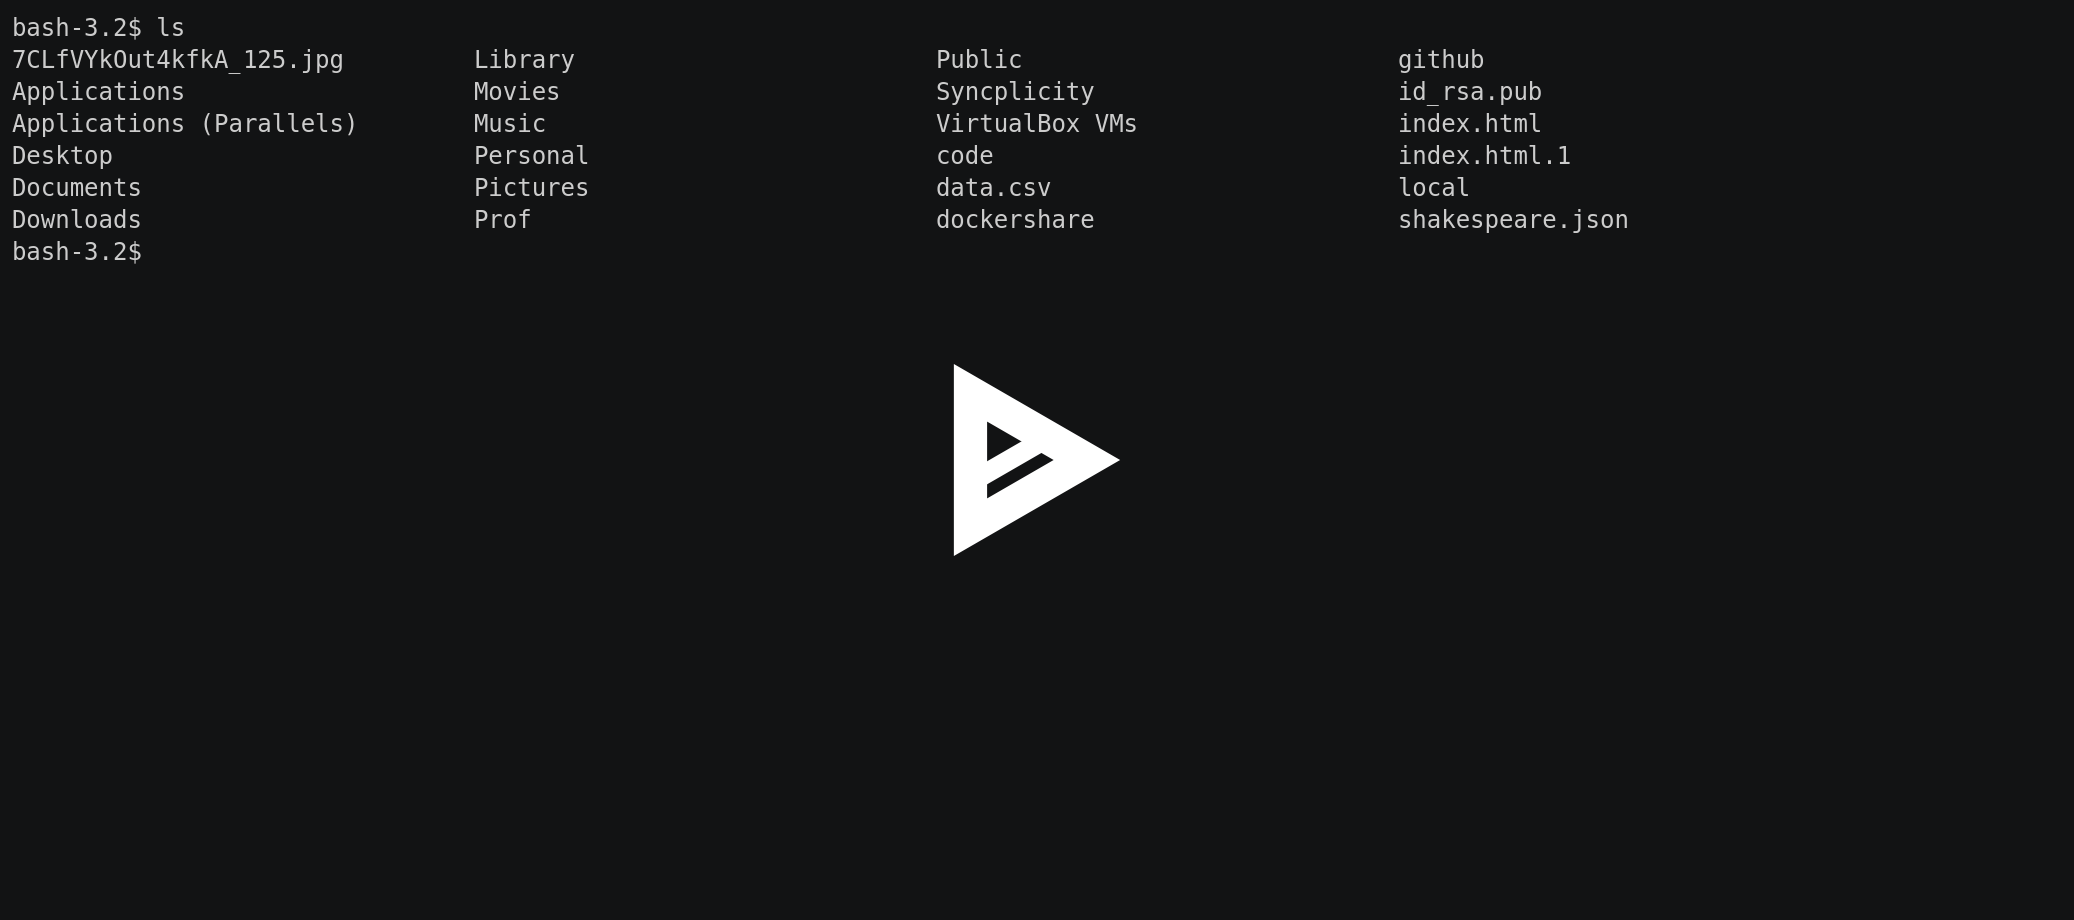 bash-3.2$ ls
7CLfVYkOut4kfkA_125.jpg Library Public github
Applications Movies Syncplicity id_rsa.pub
Applications (Parallels) Music VirtualBox VMs index.html
Desktop Personal code index.html.1
Documents Pictures data.csv local
Downloads Prof dockershare shakespeare.json
bash-3.2$